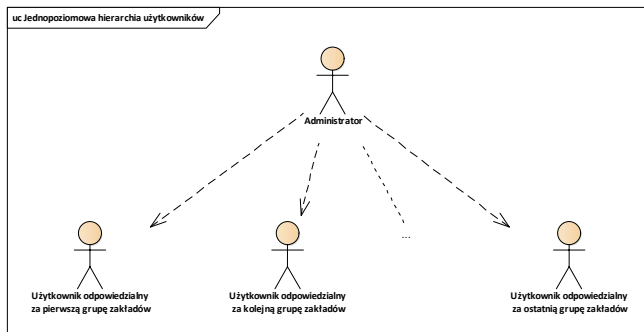 uc Jednopoziomowa hierarchia użytkowników
Administrator
...
Użytkownik odpowiedzialny
za pierwszą grupę zakładów
Użytkownik odpowiedzialny
za kolejną grupę zakładów
Użytkownik odpowiedzialny
za ostatnią grupę zakładów